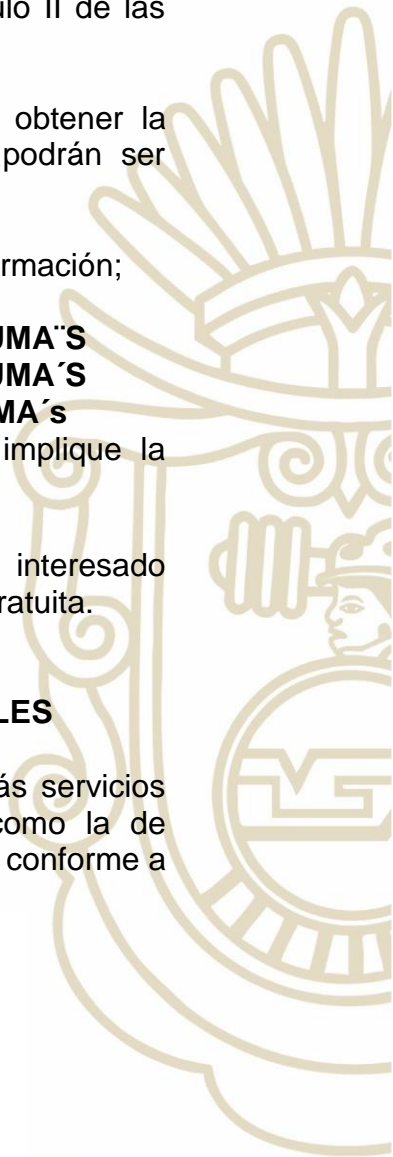 ulo II de las
obtener la
podrán ser
ormación;
UMA¨S
UMA´S
MA´s
implique la
interesado
ratuita.
LES
ás servicios
como la de
conforme a